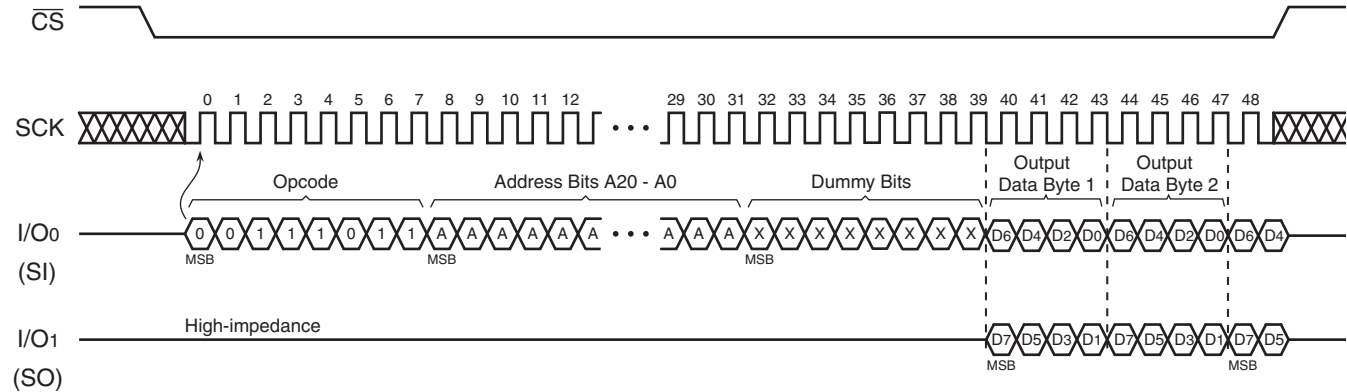 CS
SCK 0 1 2 3 4 5 6 7 8 9 10 11 12 29 30 31 32 33 34 35 36 37 38 39 40 41 42 43 44 45 46 47 48
Opcode Address Bits A20 - A0 Dummy Bits Output Data Byte 1 Output Data Byte 2
I/O0 (SI) 0 0 1 1 1 0 1 1 A A A A A A • • • A A A X X X X X X X X D6 D4 D2 D0 D6 D4 D2 D0 D6 D4
MSB MSB MSB
I/O1 (SO) High-impedance D7 D5 D3 D1 D7 D5 D3 D1 D7 D5
MSB MSB